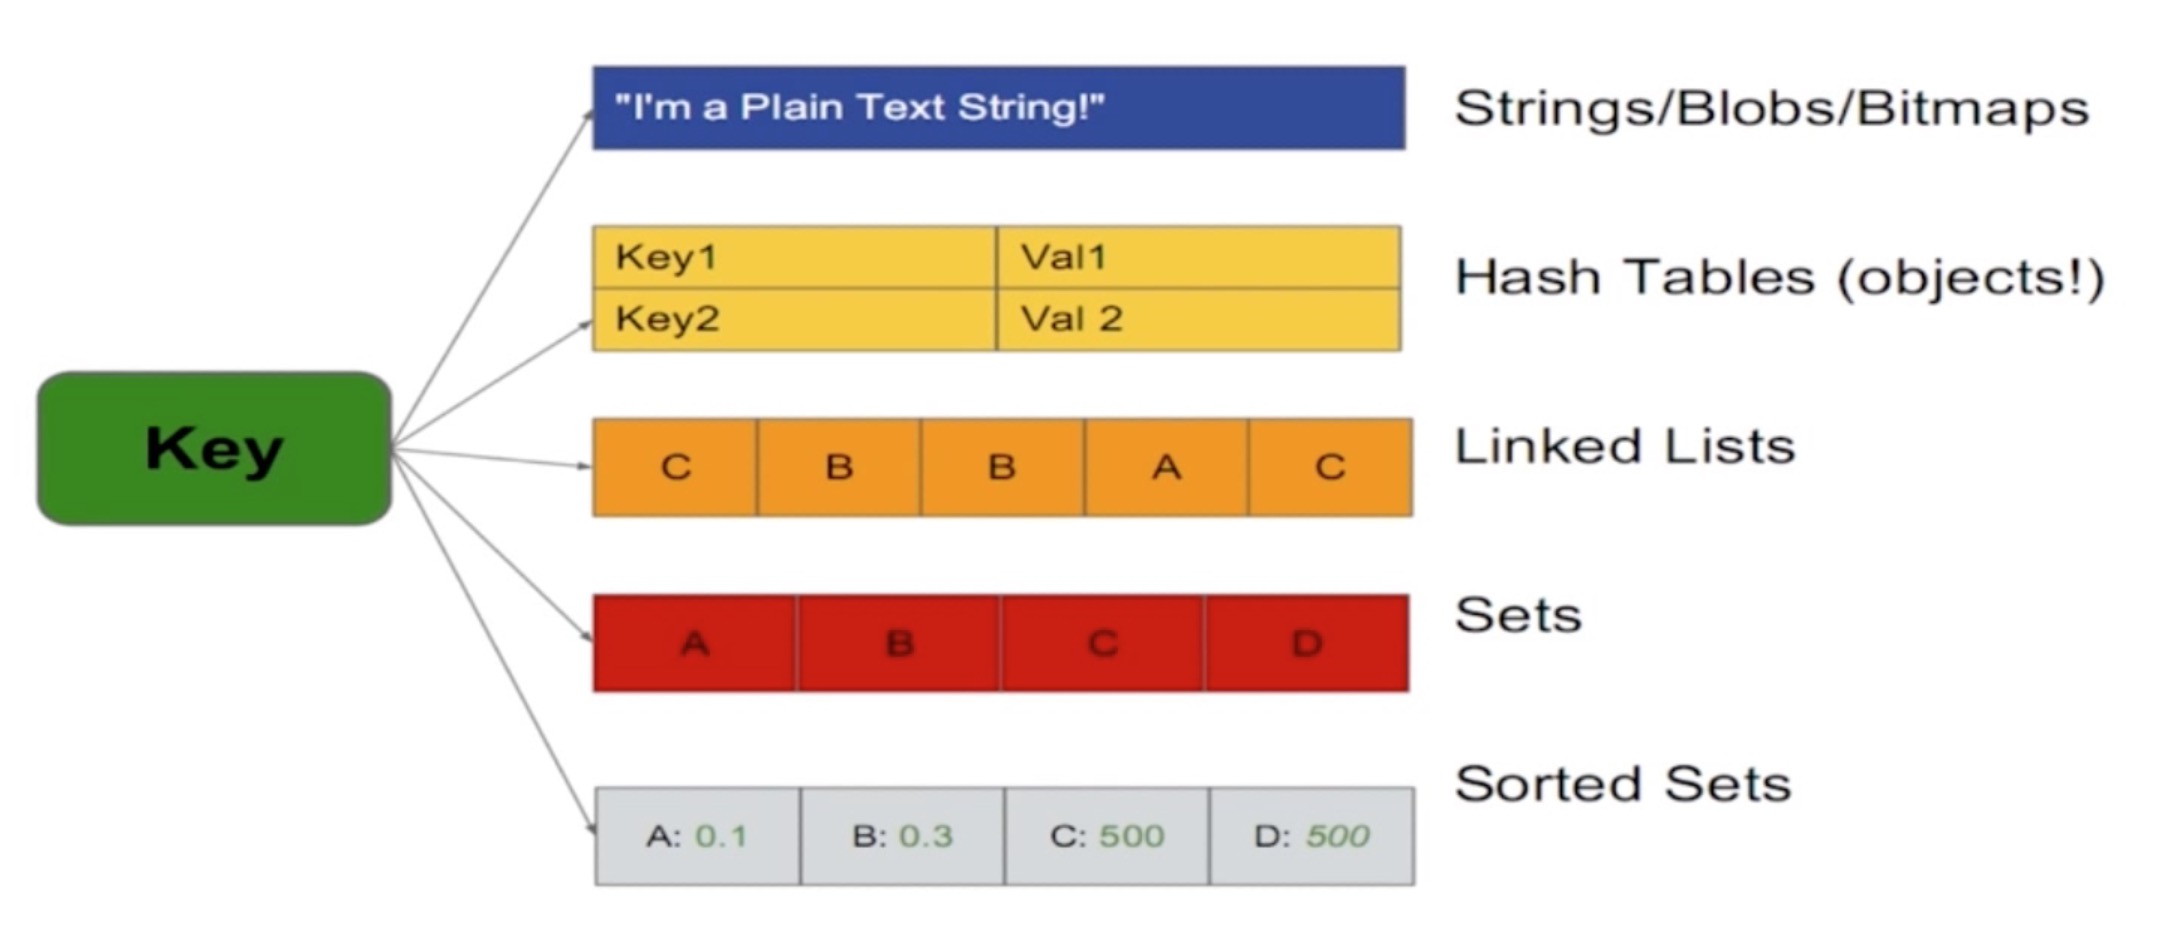 "I'm a Plain Text String!"
Strings/Blobs/Bitmaps
Key1 Val1
Key2 Val 2
Hash Tables (objects!)
Key
C B B A C
Linked Lists
A B C D
Sets
A: 0.1 B: 0.3 C: 500 D: 500
Sorted Sets